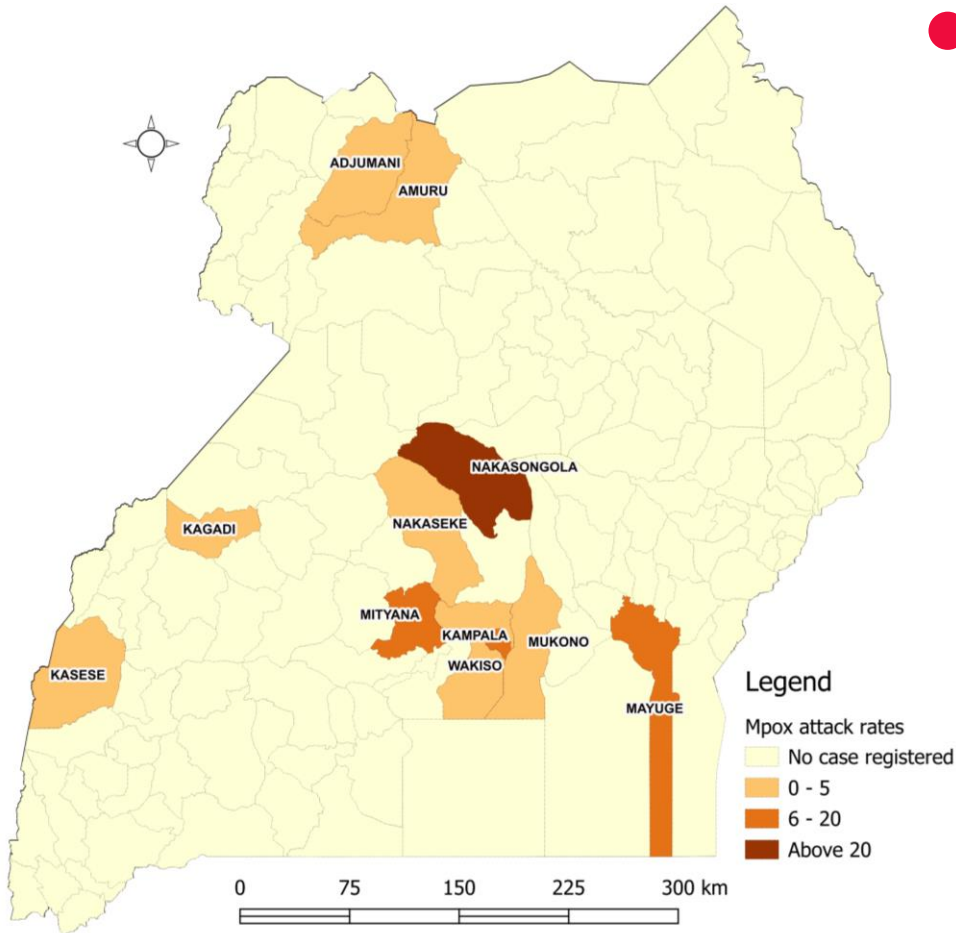 ADJUMANI
AMURU
NAKASONGOLA
NAKASEKE
KAGADI
MITYANA
KAMPALA
MUKONO
WAKISO
KASESE
MAYUGE
Legend
Mpox attack rates
No case registered
0 - 5
6 - 20
Above 20
0 75 150 225 300 km